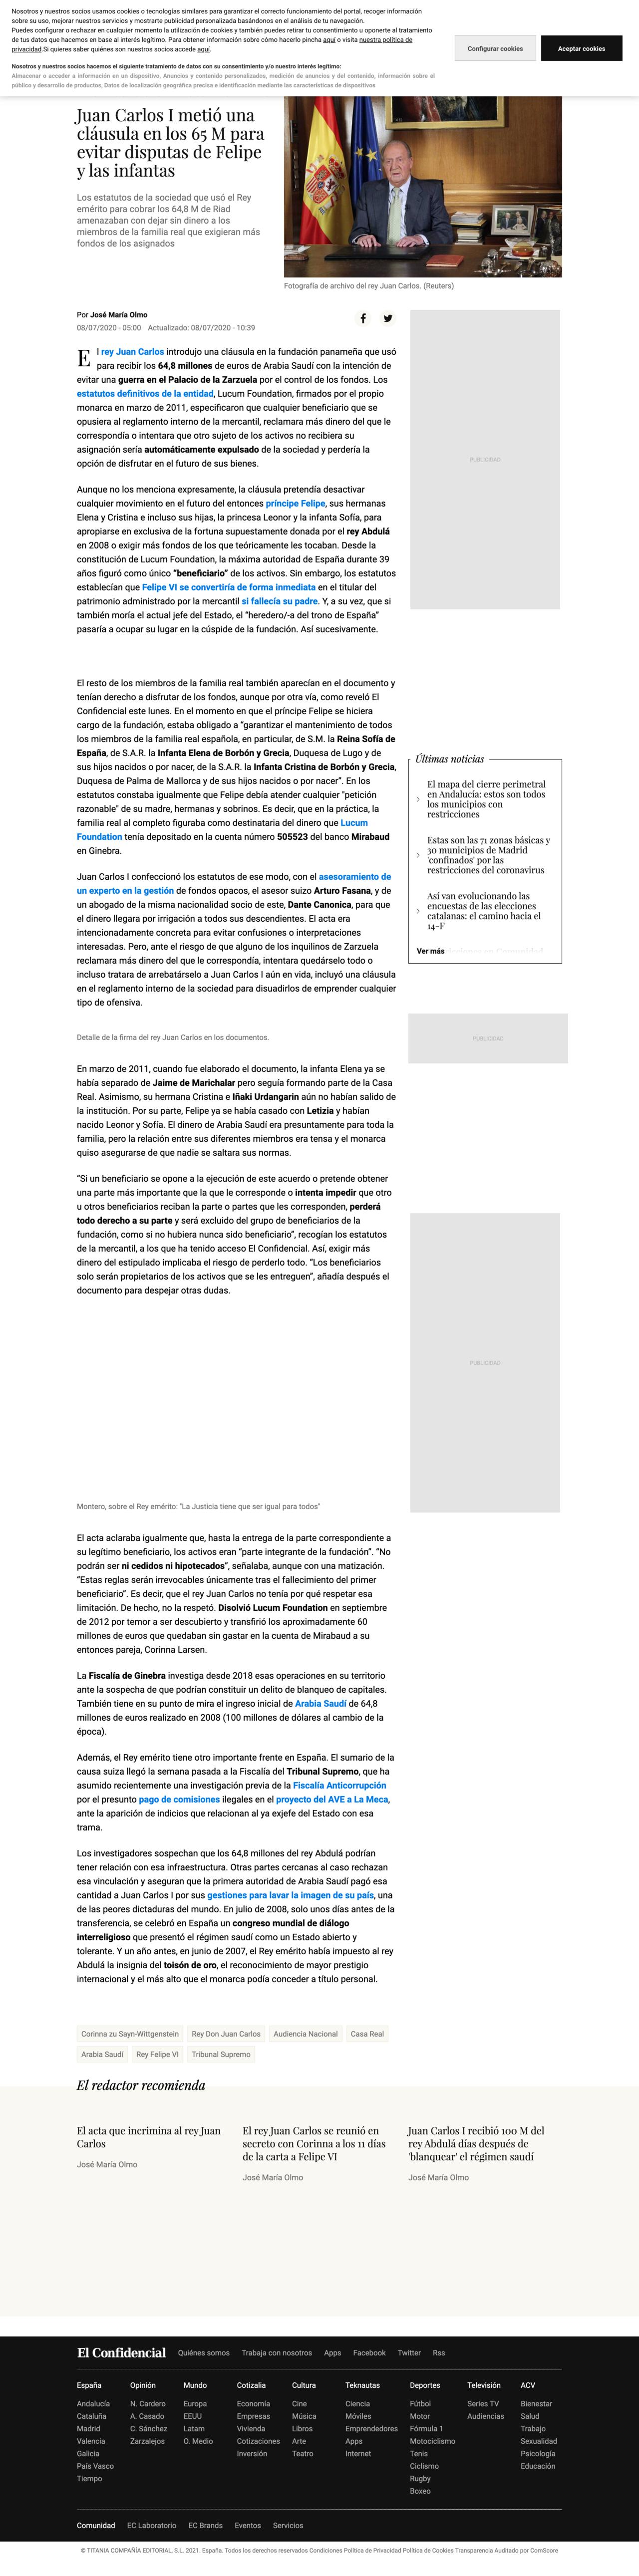 Nosotros y nuestros socios usamos cookies o tecnologías similares para garantizar el correcto funcionamiento del portal, recoger información
sobre su uso, mejorar nuestros servicios y mostrarte publicidad personalizada basándonos en el análisis de tu navegación.
Puedes configurar o rechazar en cualquier momento la utilización de cookies y también puedes retirar tu consentimiento u oponerte al tratamiento
de tus datos que hacemos en base al interés legítimo. Para obtener información sobre cómo hacerlo pincha aquí o visita nuestra política de
privacidad.Si quieres saber quiénes son nuestros socios accede aquí.
Nosotros y nuestros socios hacemos el siguiente tratamiento de datos con su consentimiento y/o nuestro interés legítimo:
Almacenar o acceder a información en un dispositivo, Anuncios y contenido personalizados, medición de anuncios y del contenido, información sobre el
público y desarrollo de productos, Datos de localización geográfica precisa e identificación mediante las características de dispositivos
Configurar cookies
Aceptar cookies
Juan Carlos I metió una
cláusula en los 65 M para
evitar disputas de Felipe
y las infantas
Los estatutos de la sociedad que usó el Rey
emérito para cobrar los 64,8 M de Riad
amenazaban con dejar sin dinero a los
miembros de la familia real que exigieran más
fondos de los asignados
Fotografía de archivo del rey Juan Carlos. (Reuters)
Por José María Olmo
08/07/2020 - 05:00 Actualizado: 08/07/2020 - 10:39
El rey Juan Carlos introdujo una cláusula en la fundación panameña que usó
para recibir los 64,8 millones de euros de Arabia Saudí con la intención de
evitar una guerra en el Palacio de la Zarzuela por el control de los fondos. Los
estatutos definitivos de la entidad, Lucum Foundation, firmados por el propio
monarca en marzo de 2011, especificaron que cualquier beneficiario que se
opusiera al reglamento interno de la mercantil, reclamara más dinero del que le
correspondía o intentara que otro sujeto de los activos no recibiera su
asignación sería automáticamente expulsado de la sociedad y perdería la
opción de disfrutar en el futuro de sus bienes.
Aunque no los menciona expresamente, la cláusula pretendía desactivar
cualquier movimiento en el futuro del entonces príncipe Felipe, sus hermanas
Elena y Cristina e incluso sus hijas, la princesa Leonor y la infanta Sofía, para
apropiarse en exclusiva de la fortuna supuestamente donada por el rey Abdulá
en 2008 o exigir más fondos de los que teóricamente les tocaban. Desde la
constitución de Lucum Foundation, la máxima autoridad de España durante 39
años figuró como único “beneficiario” de los activos. Sin embargo, los estatutos
establecían que Felipe VI se convertiría de forma inmediata en el titular del
patrimonio administrado por la mercantil si fallecía su padre. Y, a su vez, que si
también moría el actual jefe del Estado, el “heredero/-a del trono de España”
pasaría a ocupar su lugar en la cúspide de la fundación. Así sucesivamente.
El resto de los miembros de la familia real también aparecían en el documento y
tenían derecho a disfrutar de los fondos, aunque por otra vía, como reveló El
Confidencial este lunes. En el momento en que el príncipe Felipe se hiciera
cargo de la fundación, estaba obligado a “garantizar el mantenimiento de todos
los miembros de la familia real española, en particular, de S.M. la Reina Sofía de
España, de S.A.R. la Infanta Elena de Borbón y Grecia, Duquesa de Lugo y de
sus hijos nacidos o por nacer, de la S.A.R. la Infanta Cristina de Borbón y Grecia,
Duquesa de Palma de Mallorca y de sus hijos nacidos o por nacer”. En los
estatutos constaba igualmente que Felipe debía atender cualquier "petición
razonable" de su madre, hermanas y sobrinos. Es decir, que en la práctica, la
familia real al completo figuraba como destinataria del dinero que Lucum
Foundation tenía depositado en la cuenta número 505523 del banco Mirabaud
en Ginebra.
Juan Carlos I confeccionó los estatutos de ese modo, con el asesoramiento de
un experto en la gestión de fondos opacos, el asesor suizo Arturo Fasana, y de
un abogado de la misma nacionalidad socio de este, Dante Canonica, para que
el dinero llegara por irrigación a todos sus descendientes. El acta era
intencionadamente concreta para evitar confusiones o interpretaciones
interesadas. Pero, ante el riesgo de que alguno de los inquilinos de Zarzuela
reclamara más dinero del que le correspondía, intentara quedárselo todo o
incluso tratara de arrebatárselo a Juan Carlos I aún en vida, incluyó una cláusula
en el reglamento interno de la sociedad para disuadirlos de emprender cualquier
tipo de ofensiva.
Detalle de la firma del rey Juan Carlos en los documentos.
En marzo de 2011, cuando fue elaborado el documento, la infanta Elena ya se
había separado de Jaime de Marichalar pero seguía formando parte de la Casa
Real. Asimismo, su hermana Cristina e Iñaki Urdangarin aún no habían salido de
la institución. Por su parte, Felipe ya se había casado con Letizia y habían
nacido Leonor y Sofía. El dinero de Arabia Saudí era presuntamente para toda la
familia, pero la relación entre sus diferentes miembros era tensa y el monarca
quiso asegurarse de que nadie se saltara sus normas.
“Si un beneficiario se opone a la ejecución de este acuerdo o pretende obtener
una parte más importante que la que le corresponde o intenta impedir que otro
u otros beneficiarios reciban la parte o partes que les corresponden, perderá
todo derecho a su parte y será excluido del grupo de beneficiarios de la
fundación, como si no hubiera nunca sido beneficiario”, recogían los estatutos
de la mercantil, a los que ha tenido acceso El Confidencial. Así, exigir más
dinero del estipulado implicaba el riesgo de perderlo todo. “Los beneficiarios
solo serán propietarios de los activos que se les entreguen”, añadía después el
documento para despejar otras dudas.
Montero, sobre el Rey emérito: "La Justicia tiene que ser igual para todos"
El acta aclaraba igualmente que, hasta la entrega de la parte correspondiente a
su legítimo beneficiario, los activos eran “parte integrante de la fundación”. “No
podrán ser ni cedidos ni hipotecados”, señalaba, aunque con una matización.
“Estas reglas serán irrevocables únicamente tras el fallecimiento del primer
beneficiario”. Es decir, que el rey Juan Carlos no tenía por qué respetar esa
limitación. De hecho, no la respetó. Disolvió Lucum Foundation en septiembre
de 2012 por temor a ser descubierto y transfirió los aproximadamente 60
millones de euros que quedaban sin gastar en la cuenta de Mirabaud a su
entonces pareja, Corinna Larsen.
La Fiscalía de Ginebra investiga desde 2018 esas operaciones en su territorio
ante la sospecha de que podrían constituir un delito de blanqueo de capitales.
También tiene en su punto de mira el ingreso inicial de Arabia Saudí de 64,8
millones de euros realizado en 2008 (100 millones de dólares al cambio de la
época).
Además, el Rey emérito tiene otro importante frente en España. El sumario de la
causa suiza llegó la semana pasada a la Fiscalía del Tribunal Supremo, que ha
asumido recientemente una investigación previa de la Fiscalía Anticorrupción
por el presunto pago de comisiones ilegales en el proyecto del AVE a La Meca,
ante la aparición de indicios que relacionan al ya exjefe del Estado con esa
trama.
Los investigadores sospechan que los 64,8 millones del rey Abdulá podrían
tener relación con esa infraestructura. Otras partes cercanas al caso rechazan
esa vinculación y aseguran que la primera autoridad de Arabia Saudí pagó esa
cantidad a Juan Carlos I por sus gestiones para lavar la imagen de su país, una
de las peores dictaduras del mundo. En julio de 2008, solo unos días antes de la
transferencia, se celebró en España un congreso mundial de diálogo
interreligioso que presentó el régimen saudí como un Estado abierto y
tolerante. Y un año antes, en junio de 2007, el Rey emérito había impuesto al rey
Abdulá la insignia del toisón de oro, el reconocimiento de mayor prestigio
internacional y el más alto que el monarca podía conceder a título personal.
PUBLICIDAD
Últimas noticias
El mapa del cierre perimetral
en Andalucía: estos son todos
los municipios con
restricciones
Estas son las 71 zonas básicas y
30 municipios de Madrid
'confinados' por las
restricciones del coronavirus
Así van evolucionando las
encuestas de las elecciones
catalanas: el camino hacia el
14-F
Ver más
PUBLICIDAD
PUBLICIDAD
Corinna zu Sayn-Wittgenstein Rey Don Juan Carlos Audiencia Nacional Casa Real
Arabia Saudí Rey Felipe VI Tribunal Supremo
El redactor recomienda
El acta que incrimina al rey Juan
Carlos
José María Olmo
El rey Juan Carlos se reunió en
secreto con Corinna a los 11 días
de la carta a Felipe VI
José María Olmo
Juan Carlos I recibió 100 M del
rey Abdulá días después de
'blanquear' el régimen saudí
José María Olmo
El Confidencial Quiénes somos Trabaja con nosotros Apps Facebook Twitter Rss
España
Andalucía
Cataluña
Madrid
Valencia
Galicia
País Vasco
Tiempo
Opinión
N. Cardero
A. Casado
C. Sánchez
Zarzalejos
Mundo
Europa
EEUU
Latam
O. Medio
Cotizalia
Economía
Empresas
Vivienda
Cotizaciones
Inversión
Cultura
Cine
Música
Libros
Arte
Teatro
Teknautas
Ciencia
Móviles
Emprendedores
Apps
Internet
Deportes
Fútbol
Motor
Fórmula 1
Motociclismo
Tenis
Ciclismo
Rugby
Boxeo
Televisión
Series TV
Audiencias
ACV
Bienestar
Salud
Trabajo
Sexualidad
Psicología
Educación
Comunidad EC Laboratorio EC Brands Eventos Servicios
© TITANIA COMPAÑÍA EDITORIAL, S.L. 2021. España. Todos los derechos reservados Condiciones Política de Privacidad Política de Cookies Transparencia Auditado por ComScore